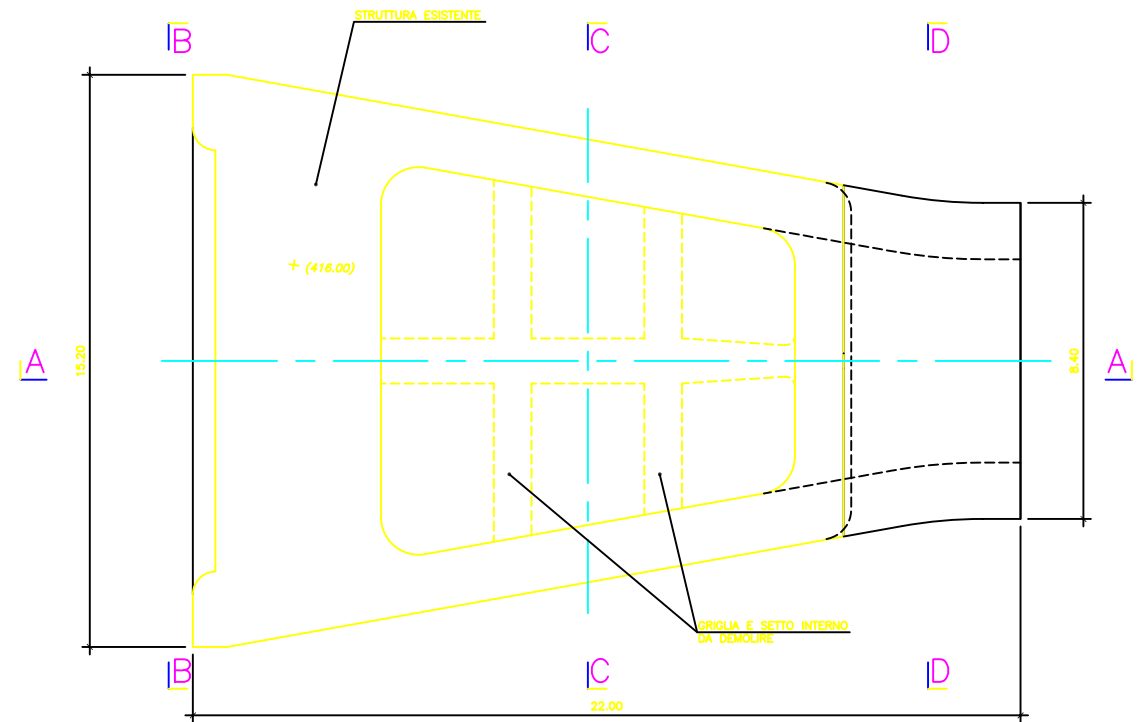 STRUTTURA ESISTENTE
B
C
D
+ (416.00)
A
15.20
8.40
A
GRIGLIA E SETTO INTERNO
DA DEMOLIRE
B
C
D
22.00